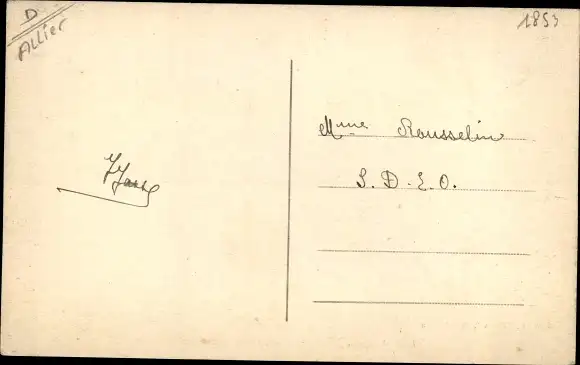 D
Allier
1853
Mme Rousselin
S. D. E. O.